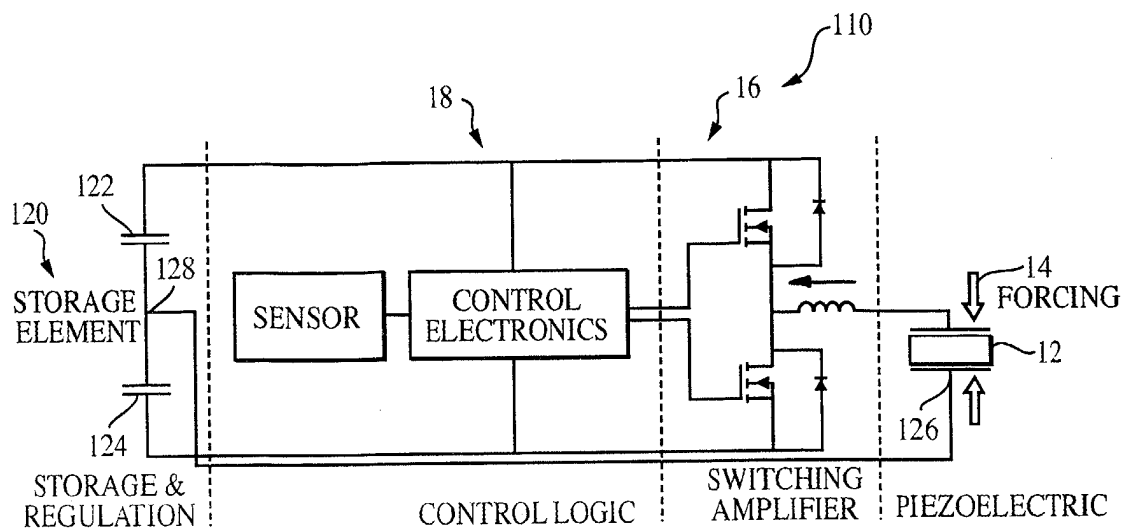 110
18
16
122
120
128
STORAGE
ELEMENT
124
SENSOR
CONTROL
ELECTRONICS
14
FORCING
12
126
STORAGE &
REGULATION
CONTROL LOGIC
SWITCHING
AMPLIFIER
PIEZOELECTRIC